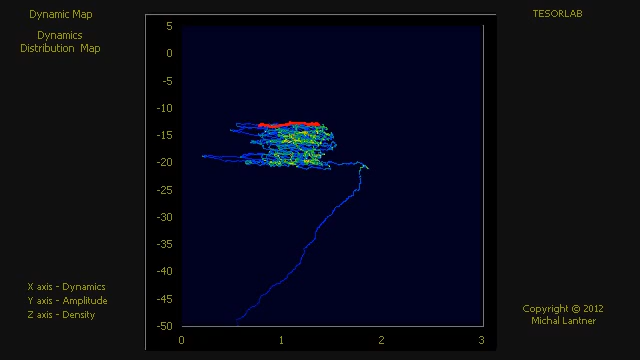 Dynamic Map
TESORLAB
Dynamics
Distribution Map
5
0
-5
-10
-15
-20
-25
-30
-35
-40
-45
-50
0
1
2
3
X axis - Dynamics
Y axis - Amplitude
Z axis - Density
Copyright © 2012
Michal Lantner